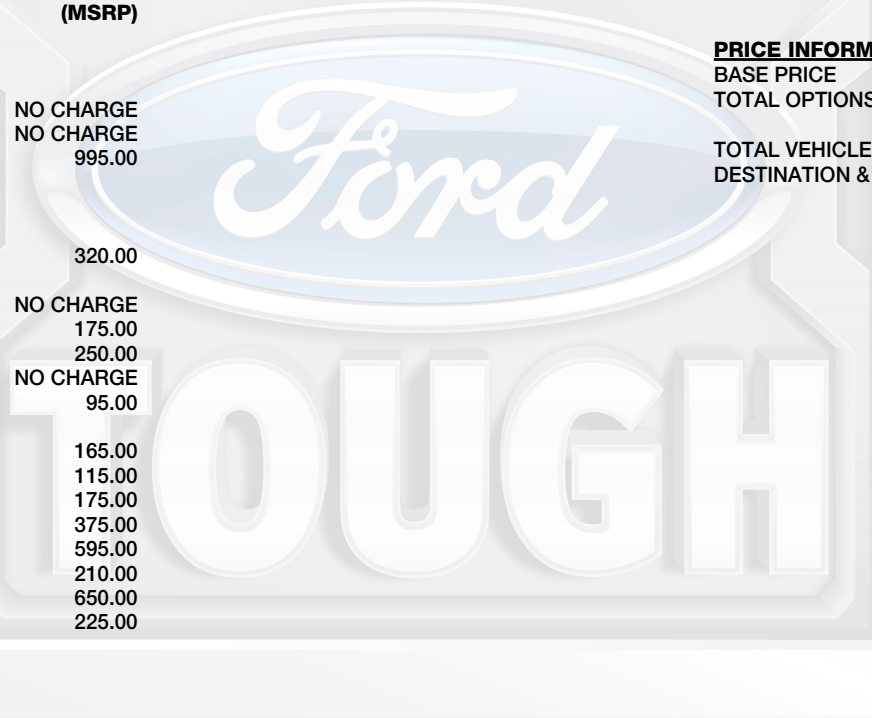 (MSRP)
NO CHARGE
NO CHARGE
995.00
320.00
NO CHARGE
175.00
250.00
NO CHARGE
95.00
165.00
115.00
175.00
375.00
595.00
210.00
650.00
225.00
PRICE INFORM
BASE PRICE
TOTAL OPTIONS
TOTAL VEHICLE
DESTINATION &
Ford
TOUGH